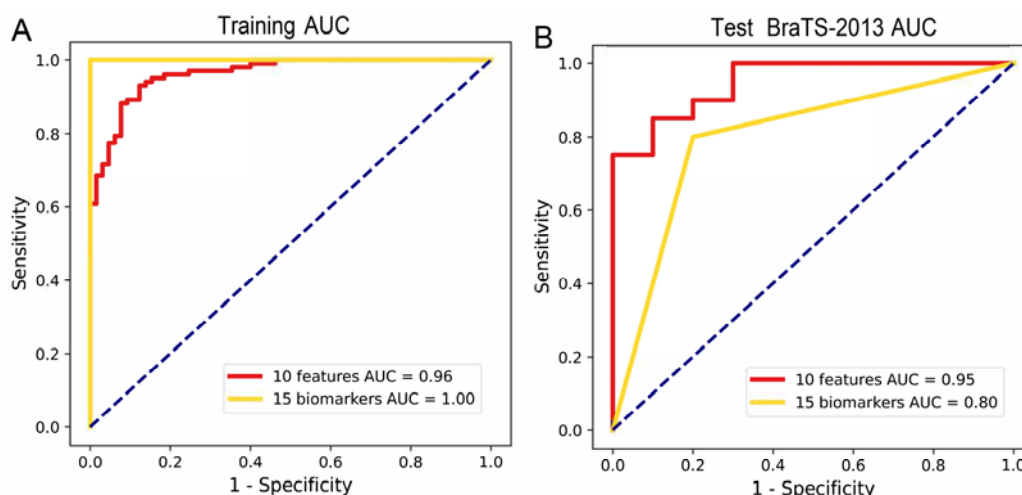 A
Training AUC
1.0
0.8
0.6
0.4
0.2
0.0
Sensitivity
10 features AUC = 0.96
15 biomarkers AUC = 1.00
0.0 0.2 0.4 0.6 0.8 1.0
1 - Specificity
B
Test BraTS-2013 AUC
1.0
0.8
0.6
0.4
0.2
0.0
Sensitivity
10 features AUC = 0.95
15 biomarkers AUC = 0.80
0.0 0.2 0.4 0.6 0.8 1.0
1 - Specificity